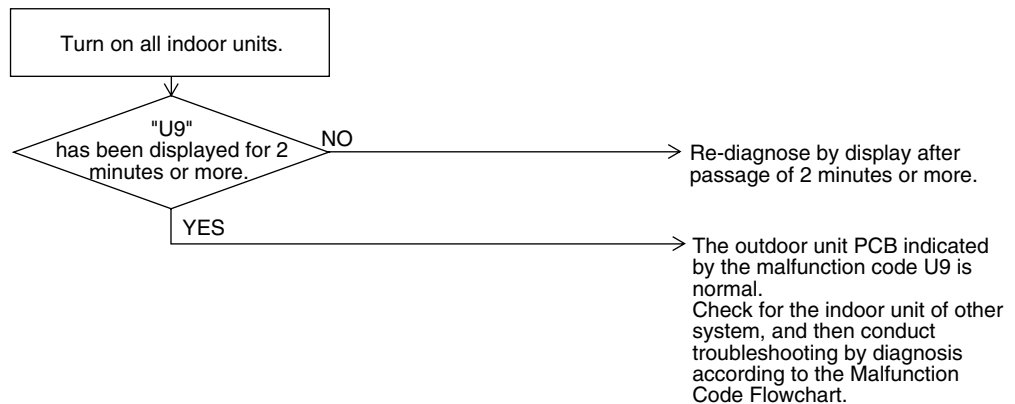 Turn on all indoor units.
"U9"
has been displayed for 2
minutes or more.
NO
Re-diagnose by display after
passage of 2 minutes or more.
YES
The outdoor unit PCB indicated
by the malfunction code U9 is
normal.
Check for the indoor unit of other
system, and then conduct
troubleshooting by diagnosis
according to the Malfunction
Code Flowchart.